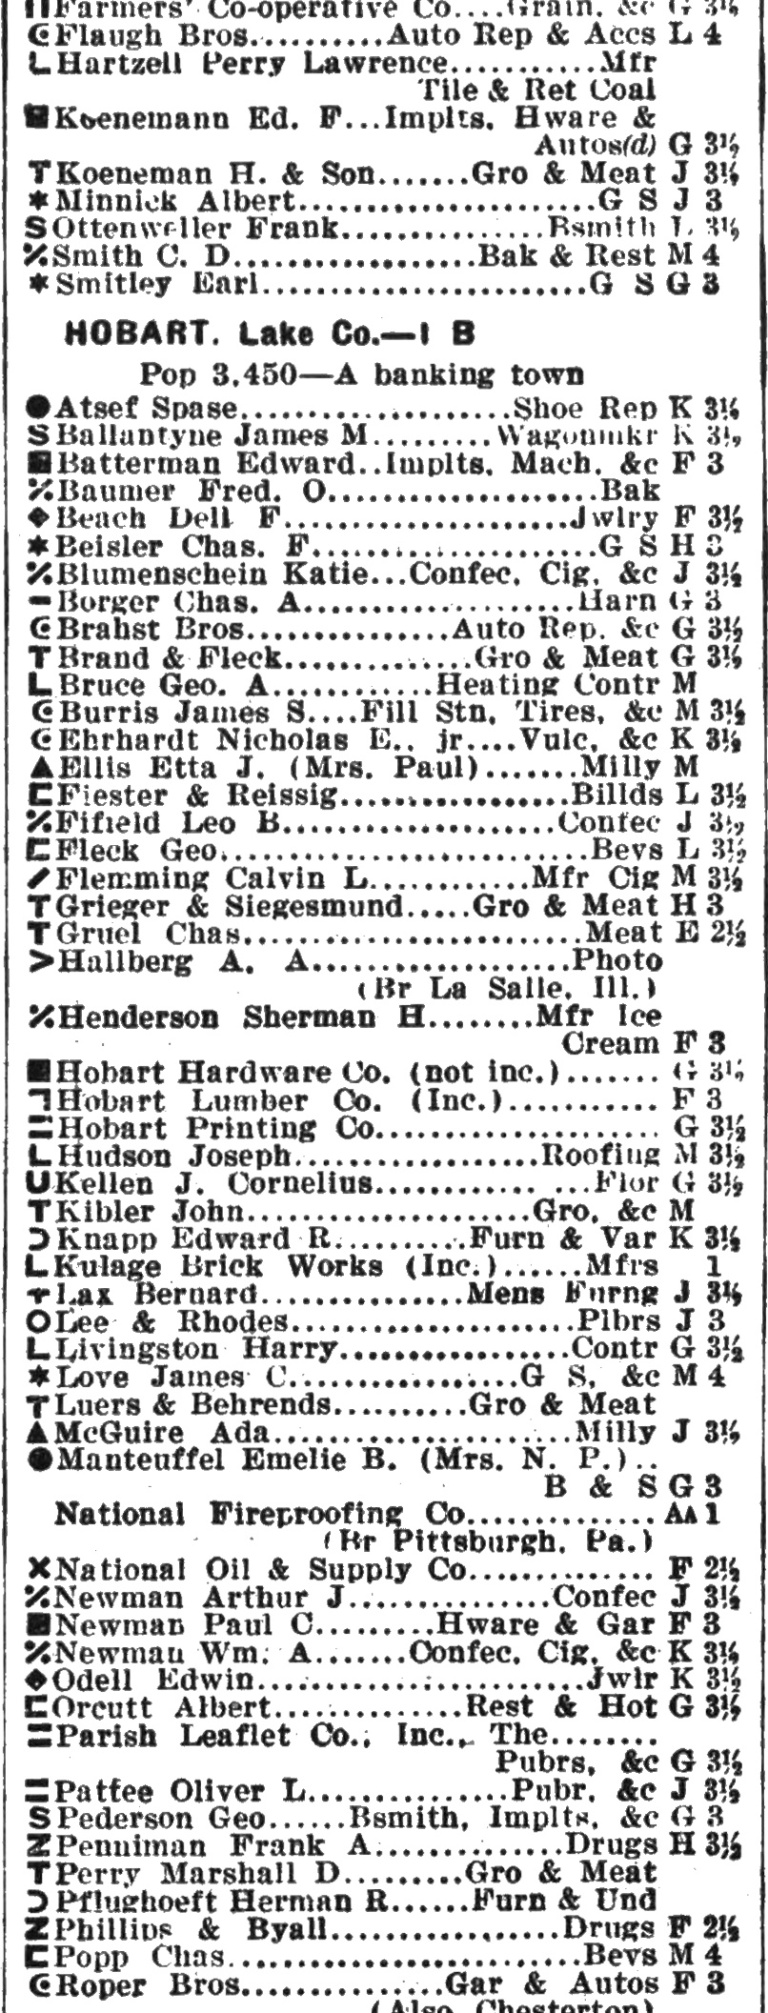 Farmers' Co-operative Co....Grain, &c G 3½
Flaugh Bros..........Auto Rep & Accs L 4
L Hartzell Perry Lawrence...........Mfr
Tile & Ret Coal
■ Koenemann Ed. F...Implts, Hware &
Autos(d) G 3½
T Koeneman H. & Son.......Gro & Meat J 3½
* Minnick Albert......................G S J 3
S Ottenweller Frank...............Bsmith L 3½
⁒ Smith C. D..................Bak & Rest M 4
* Smitley Earl........................G S G 3
HOBART, Lake Co.—I B
Pop 3,450—A banking town
● Atsef Spase....................Shoe Rep K 3½
S Ballantyne James M.........Wagonmkr K 3½
■ Batterman Edward..Implts, Mach, &c F 3
⁒ Baumer Fred. O....................Bak
◆ Beach Dell F.....................Jwlry F 3½
* Beisler Chas. F.....................G S H 3
⁒ Blumenschein Katie...Confec, Cig, &c J 3½
– Borger Chas. A....................Harn G 3
Є Brahst Bros...............Auto Rep, &c G 3½
T Brand & Fleck..............Gro & Meat G 3½
L Bruce Geo. A............Heating Contr M
Є Burris James S....Fill Stn, Tires, &c M 3½
Є Ehrhardt Nicholas E., jr....Vulc, &c K 3½
▲ Ellis Etta J. (Mrs. Paul).......Milly M
⊏ Fiester & Reissig.................Billds L 3½
⁒ Fifield Leo B....................Confec J 3½
⊏ Fleck Geo...........................Bevs L 3½
/ Flemming Calvin L............Mfr Cig M 3½
T Grieger & Siegesmund.....Gro & Meat H 3
T Gruel Chas.........................Meat E 2½
> Hallberg A. A...................Photo
(Br La Salle, Ill.)
⁒ Henderson Sherman H........Mfr Ice
Cream F 3
■ Hobart Hardware Co. (not inc.)....... G 3½
⅂ Hobart Lumber Co. (Inc.)........... F 3
= Hobart Printing Co..................... G 3½
L Hudson Joseph..................Roofing M 3½
U Kellen J. Cornelius............ ...Flor G 3½
T Kibler John.....................Gro, &c M
Ɔ Knapp Edward R..........Furn & Var K 3½
L Kulage Brick Works (Inc.)......Mfrs 1
Lax Bernard...............Mens Furng J 3½
O Lee & Rhodes.....................Plbrs J 3
L Livingston Harry.................Contr G 3½
* Love James C.................G S, &c M 4
T Luers & Behrends..........Gro & Meat
▲ McGuire Ada......................Milly J 3½
● Manteuffel Emelie B. (Mrs. N. P.)..
B & S G 3
National Fireproofing Co.............. AA 1
(Br Pittsburgh, Pa.)
X National Oil & Supply Co.............. F 2½
⁒ Newman Arthur J...............Confec J 3½
■ Newman Paul C.........Hware & Gar F 3
⁒ Newman Wm. A.......Confec, Cig, &c K 3½
◆ Odell Edwin........................Jwlr K 3½
⊏ Orcutt Albert..............Rest & Hot G 3½
= Parish Leaflet Co., Inc., The........
Pubrs, &c G 3½
= Pattee Oliver L...............Pubr, &c J 3½
S Pederson Geo......Bsmith, Implts, &c G 3
Z Penniman Frank A..............Drugs H 3½
T Perry Marshall D.........Gro & Meat
Ɔ Pflughoeft Herman R......Furn & Und
Z Phillips & Byall.................Drugs F 2½
⊏ Popp Chas..........................Bevs M 4
Є Roper Bros...............Gar & Autos F 3
(Also Chesterton)